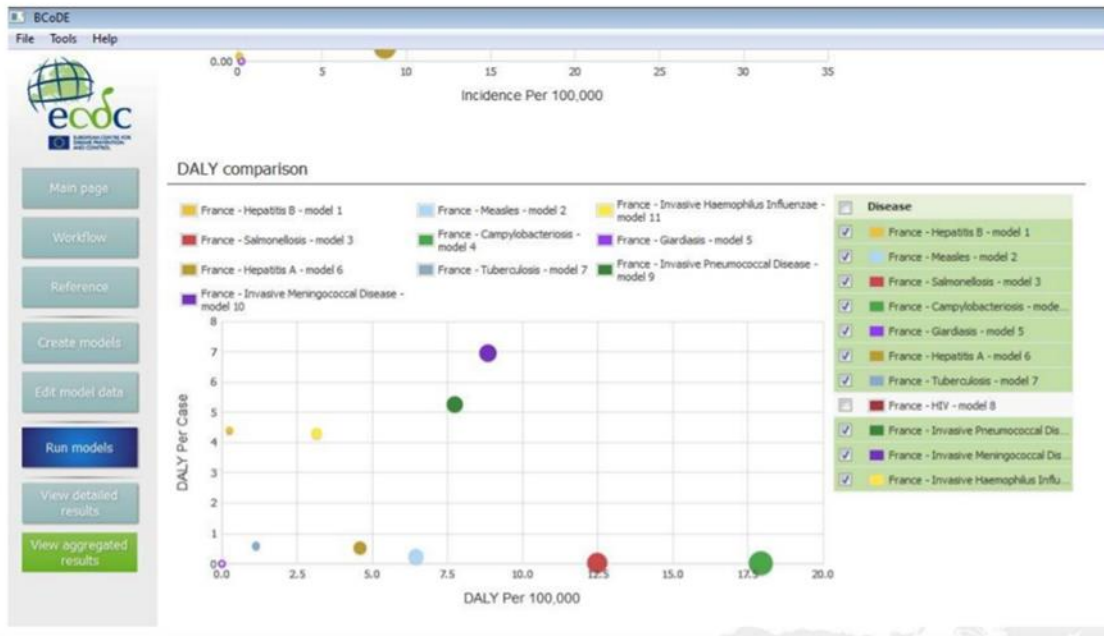 BCoDE
File Tools Help
0.00
0 5 10 15 20 25 30 35
Incidence Per 100,000
ecdc
EUROPEAN CENTRE FOR
DISEASE PREVENTION
AND CONTROL
Main page
Workflow
Reference
Create models
Edit model data
Run models
View detailed
results
View aggregated
results
DALY comparison
France - Hepatitis B - model 1
France - Measles - model 2
France - Invasive Haemophilus Influenzae -
model 11
France - Salmonellosis - model 3
France - Campylobacteriosis -
model 4
France - Giardiasis - model 5
France - Hepatitis A - model 6
France - Tuberculosis - model 7
France - Invasive Pneumococcal Disease -
model 9
France - Invasive Meningococcal Disease -
model 10
8
7
6
5
4
3
2
1
0
DALY Per Case
0.0 2.5 5.0 7.5 10.0 12.5 15.0 17.5 20.0
DALY Per 100,000
Disease
France - Hepatitis B - model 1
France - Measles - model 2
France - Salmonellosis - model 3
France - Campylobacteriosis - mode...
France - Giardiasis - model 5
France - Hepatitis A - model 6
France - Tuberculosis - model 7
France - HIV - model 8
France - Invasive Pneumococcal Dis...
France - Invasive Meningococcal Dis...
France - Invasive Haemophilus Influ...